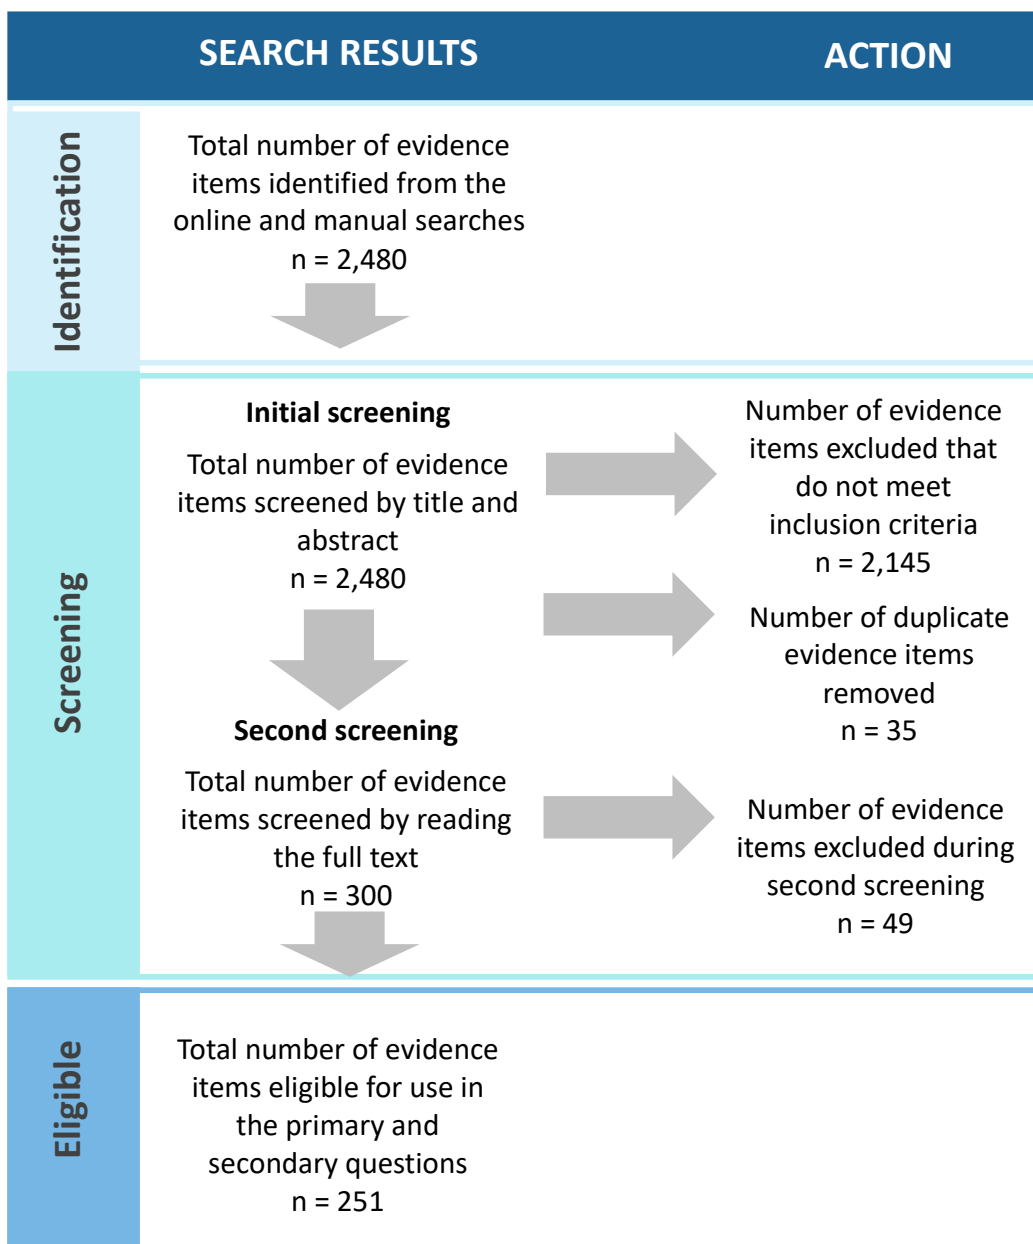 SEARCH RESULTS
ACTION
Identification
Total number of evidence
items identified from the
online and manual searches
n = 2,480
Screening
Initial screening
Total number of evidence
items screened by title and
abstract
n = 2,480
Number of evidence
items excluded that
do not meet
inclusion criteria
n = 2,145
Number of duplicate
evidence items
removed
n = 35
Second screening
Total number of evidence
items screened by reading
the full text
n = 300
Number of evidence
items excluded during
second screening
n = 49
Eligible
Total number of evidence
items eligible for use in
the primary and
secondary questions
n = 251